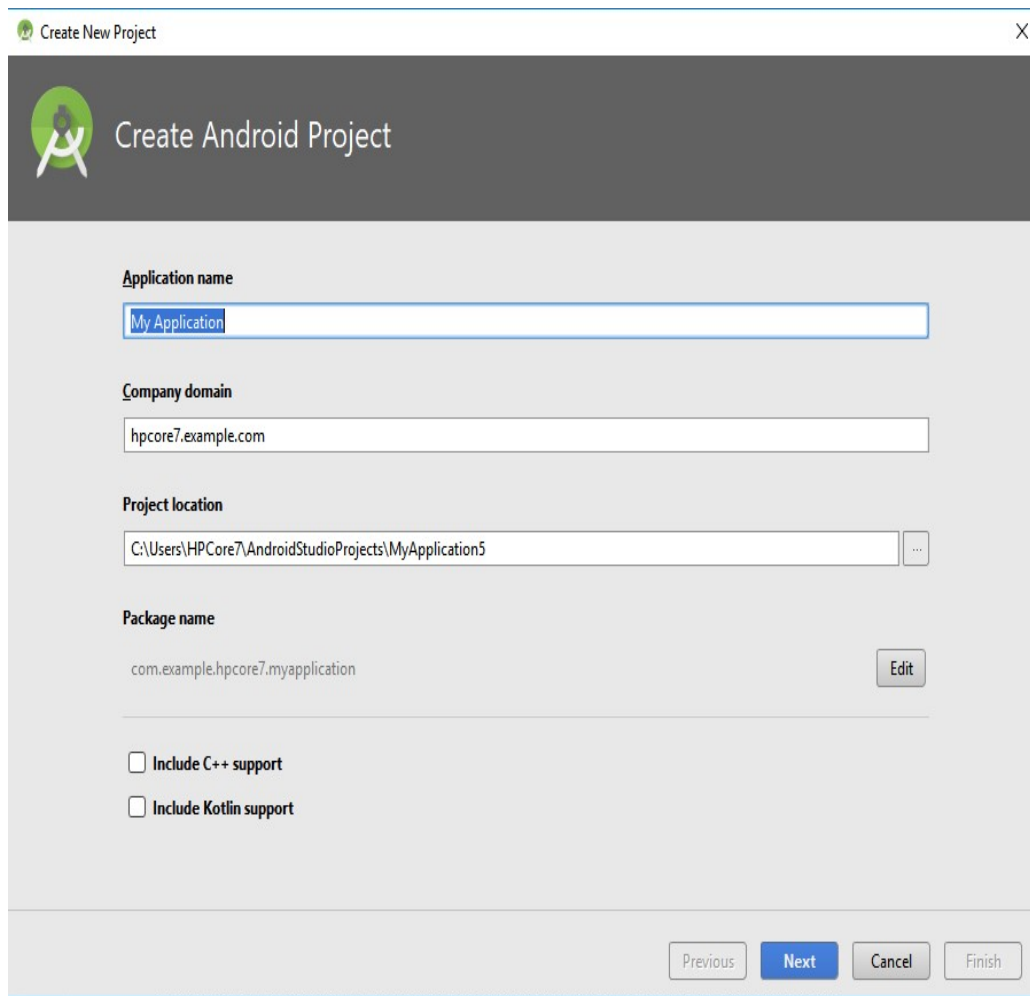 Create New Project
X
Create Android Project
Application name
My Application
Company domain
hpcore7.example.com
Project location
C:\Users\HPCore7\AndroidStudioProjects\MyApplication5
...
Package name
com.example.hpcore7.myapplication
Edit
Include C++ support
Include Kotlin support
Previous Next Cancel Finish